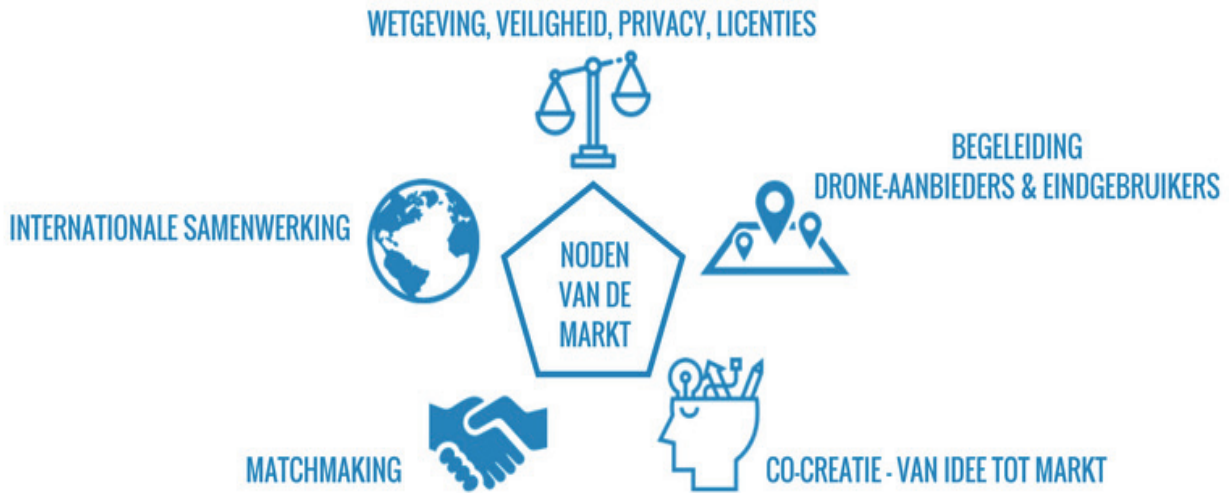 WETGEVING, VEILIGHEID, PRIVACY, LICENTIES
BEGELEIDING
DRONE-AANBIEDERS & EINDGEBRUIKERS
INTERNATIONALE SAMENWERKING
NODEN
VAN DE
MARKT
MATCHMAKING
CO-CREATIE - VAN IDEE TOT MARKT